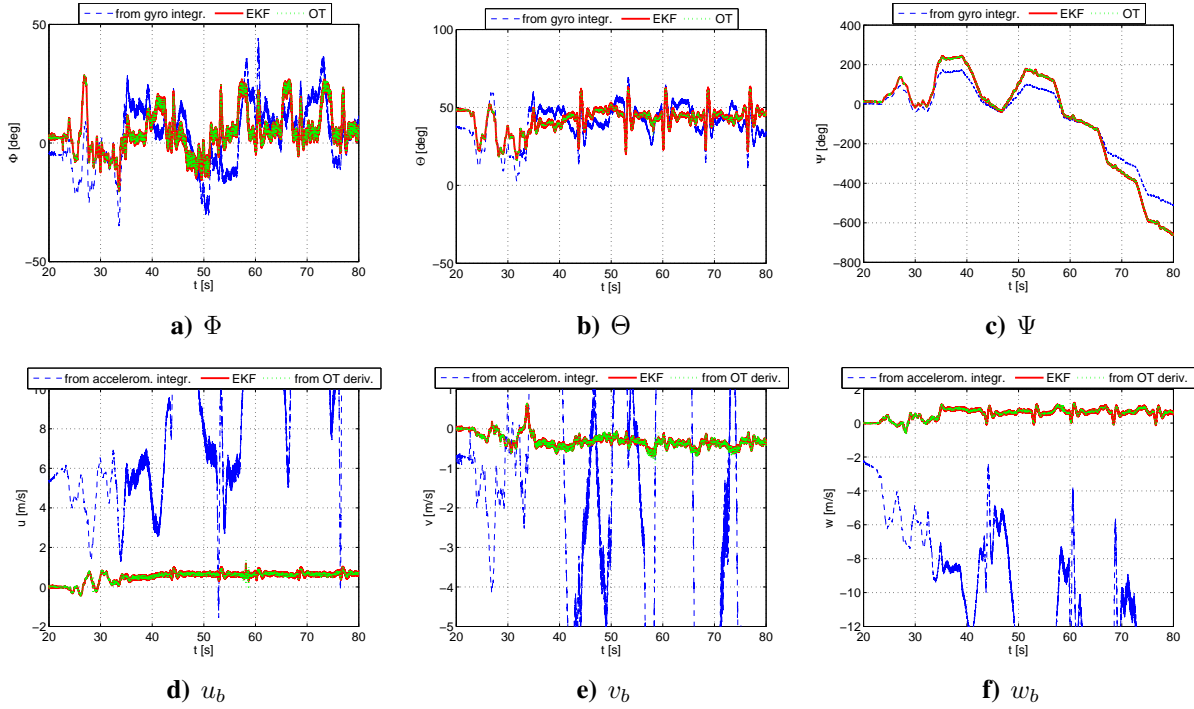 from gyro integr. EKF OT
50
0
−50
Φ [deg]
20 30 40 50 60 70 80
t [s]
a) Φ
from gyro integr. EKF OT
100
50
0
−50
Θ [deg]
20 30 40 50 60 70 80
t [s]
b) Θ
from gyro integr. EKF OT
400
200
0
−200
−400
−600
−800
Ψ [deg]
20 30 40 50 60 70 80
t [s]
c) Ψ
from accelerom. integr. EKF from OT deriv.
10
8
6
4
2
0
−2
u [m/s]
20 30 40 50 60 70 80
t [s]
d) u_b
from accelerom. integr. EKF from OT deriv.
1
0
−1
−2
−3
−4
−5
v [m/s]
20 30 40 50 60 70 80
t [s]
e) v_b
from accelerom. integr. EKF from OT deriv.
2
0
−2
−4
−6
−8
−10
−12
w [m/s]
20 30 40 50 60 70 80
t [s]
f) w_b